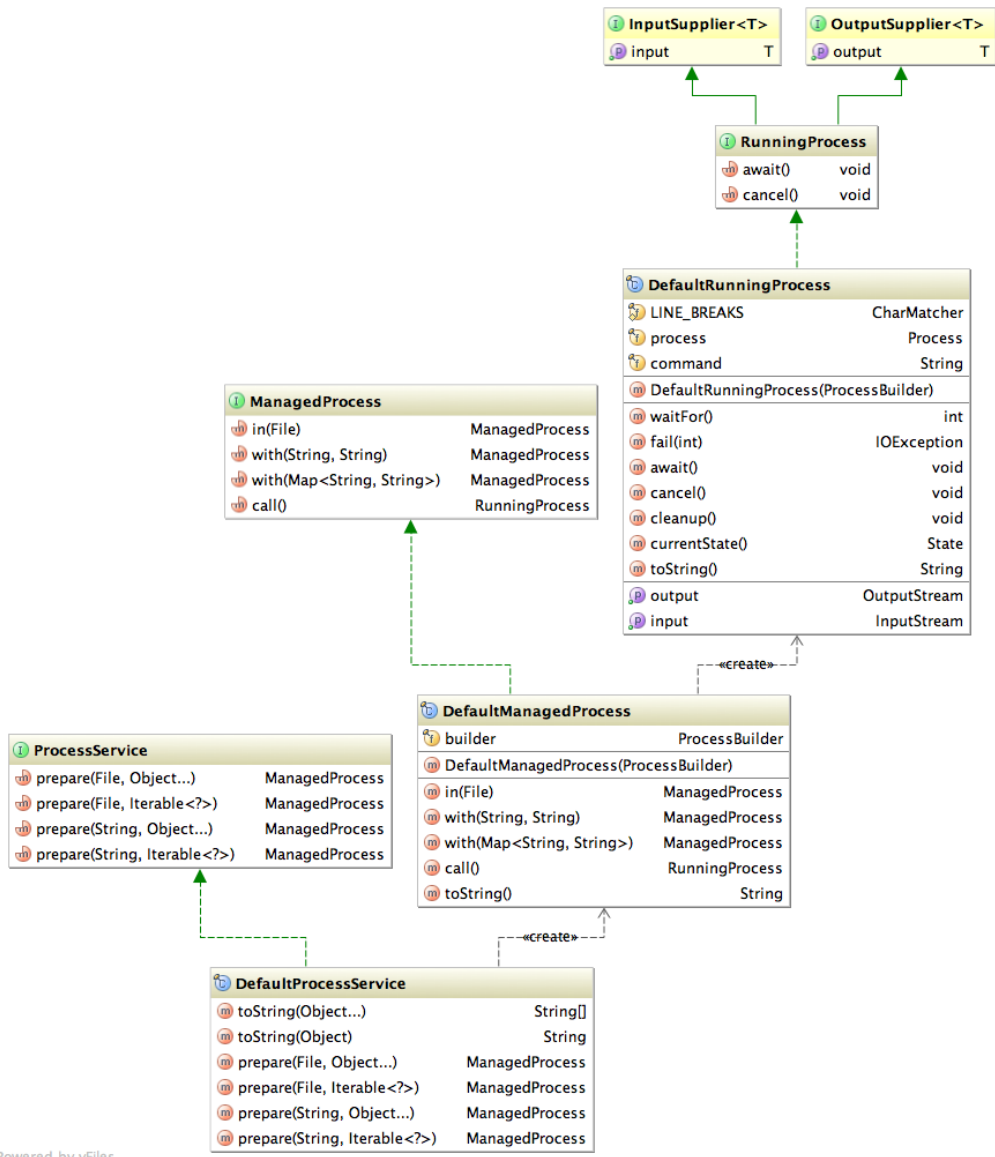 InputSupplier<T>
input T
OutputSupplier<T>
output T
RunningProcess
await() void
cancel() void
DefaultRunningProcess
LINE_BREAKS CharMatcher
process Process
command String
DefaultRunningProcess(ProcessBuilder)
waitFor() int
fail(int) IOException
await() void
cancel() void
cleanup() void
currentState() State
toString() String
output OutputStream
input InputStream
ManagedProcess
in(File) ManagedProcess
with(String, String) ManagedProcess
with(Map<String, String>) ManagedProcess
call() RunningProcess
«create»
DefaultManagedProcess
builder ProcessBuilder
DefaultManagedProcess(ProcessBuilder)
in(File) ManagedProcess
with(String, String) ManagedProcess
with(Map<String, String>) ManagedProcess
call() RunningProcess
toString() String
ProcessService
prepare(File, Object...) ManagedProcess
prepare(File, Iterable<?>) ManagedProcess
prepare(String, Object...) ManagedProcess
prepare(String, Iterable<?>) ManagedProcess
«create»
DefaultProcessService
toString(Object...) String[]
toString(Object) String
prepare(File, Object...) ManagedProcess
prepare(File, Iterable<?>) ManagedProcess
prepare(String, Object...) ManagedProcess
prepare(String, Iterable<?>) ManagedProcess
Powered by yFiles